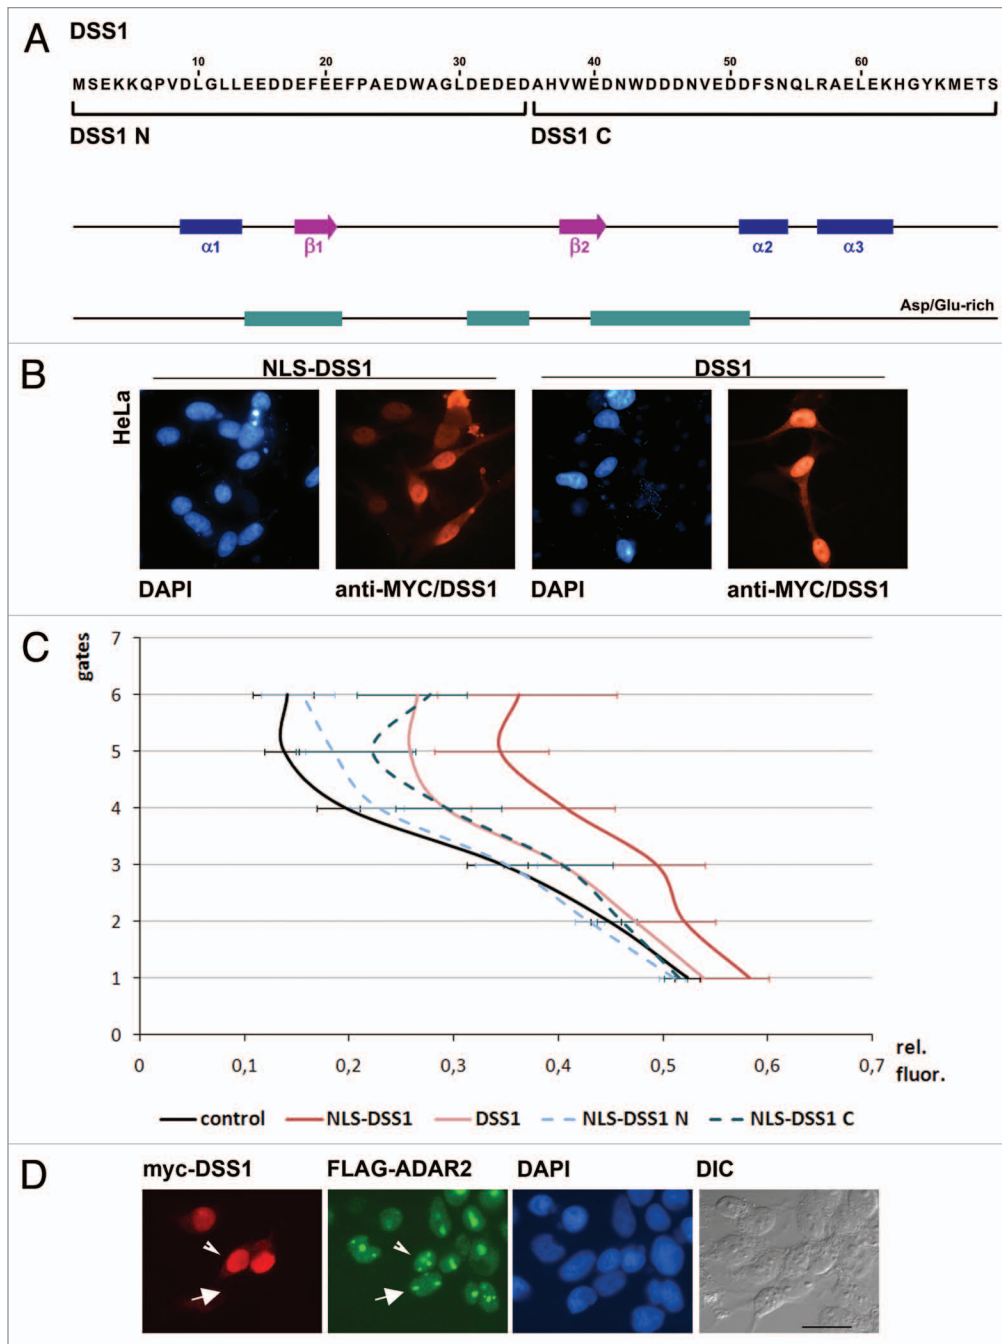 A
DSS1
10 20 30 40 50 60
MSEKKQPVDLGLLEEDDEFEEFPAEDWAGLDEDEDAHVWEDNWDDDNVEDDFSNQLRAELEKHGYKMETS
DSS1 N DSS1 C
α1 β1 β2 α2 α3
Asp/Glu-rich
B
NLS-DSS1 DSS1
HeLa
DAPI anti-MYC/DSS1 DAPI anti-MYC/DSS1
C
gates
7
6
5
4
3
2
1
0
0 0,1 0,2 0,3 0,4 0,5 0,6 0,7
rel.
fluor.
control NLS-DSS1 DSS1 NLS-DSS1 N NLS-DSS1 C
D
myc-DSS1 FLAG-ADAR2 DAPI DIC